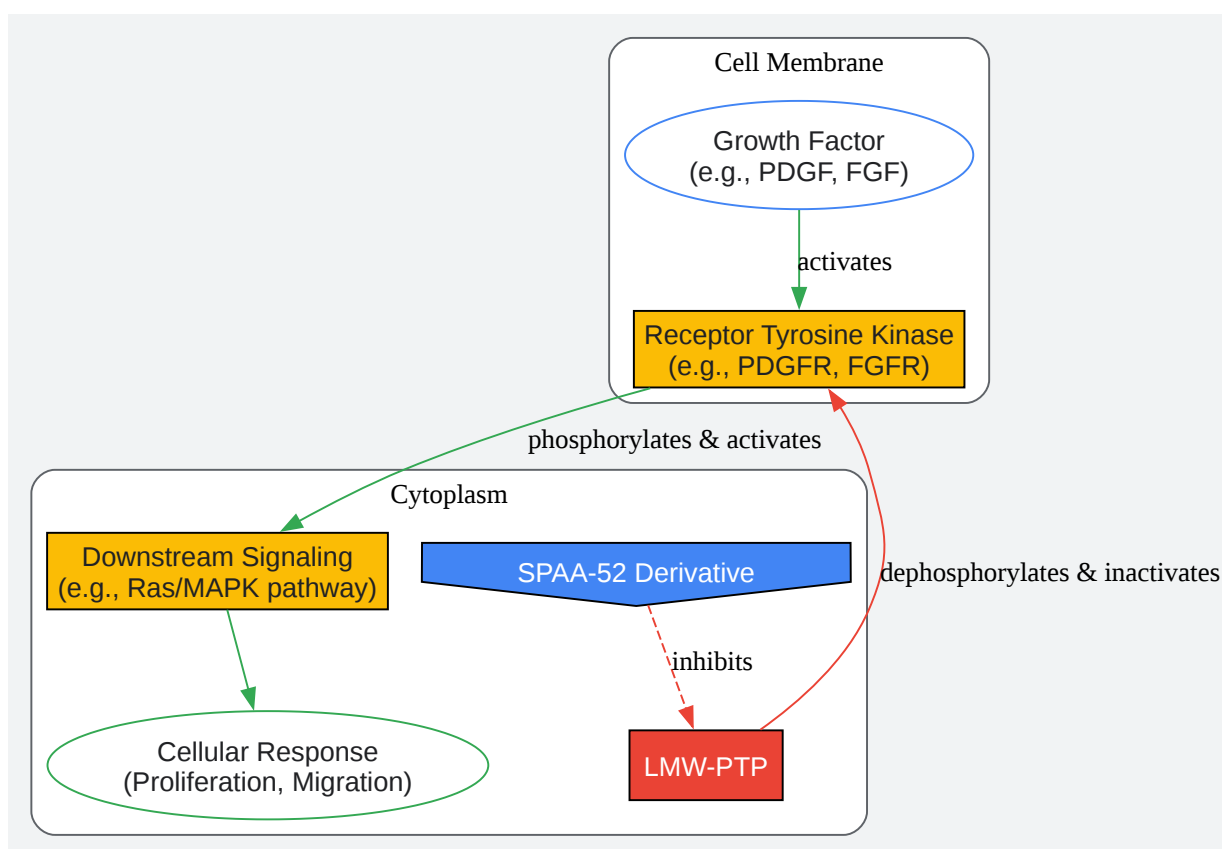 Cell Membrane
Growth Factor
(e.g., PDGF, FGF)
activates
Receptor Tyrosine Kinase
(e.g., PDGFR, FGFR)
phosphorylates & activates
Cytoplasm
Downstream Signaling
(e.g., Ras/MAPK pathway)
SPAA-52 Derivative
dephosphorylates & inactivates
inhibits
Cellular Response
(Proliferation, Migration)
LMW-PTP